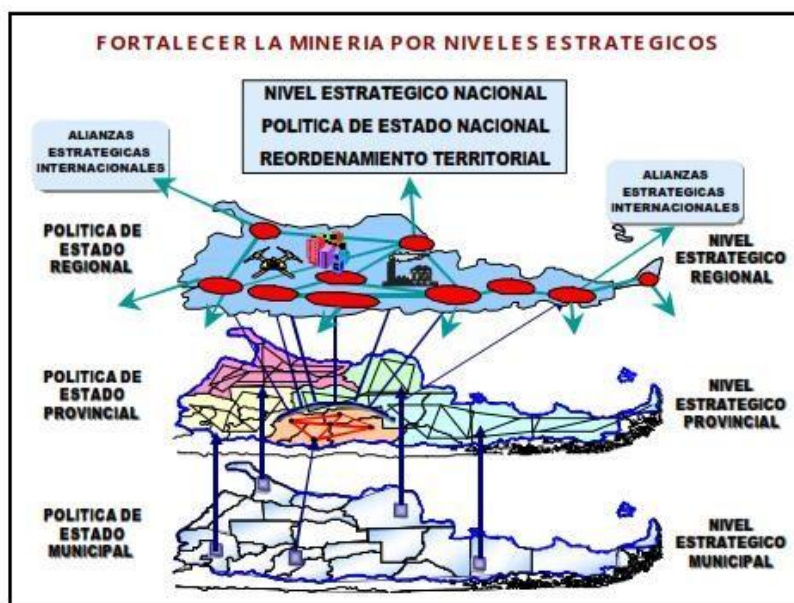 FORTALECER LA MINERIA POR NIVELES ESTRATEGICOS
NIVEL ESTRATEGICO NACIONAL
POLITICA DE ESTADO NACIONAL
REORDENAMIENTO TERRITORIAL
ALIANZAS
ESTRATEGICAS
INTERNACIONALES
ALIANZAS
ESTRATEGICAS
INTERNACIONALES
POLITICA DE
ESTADO
REGIONAL
NIVEL
ESTRATEGICO
REGIONAL
POLITICA DE
ESTADO
PROVINCIAL
NIVEL
ESTRATEGICO
PROVINCIAL
POLITICA DE
ESTADO
MUNICIPAL
NIVEL
ESTRATEGICO
MUNICIPAL